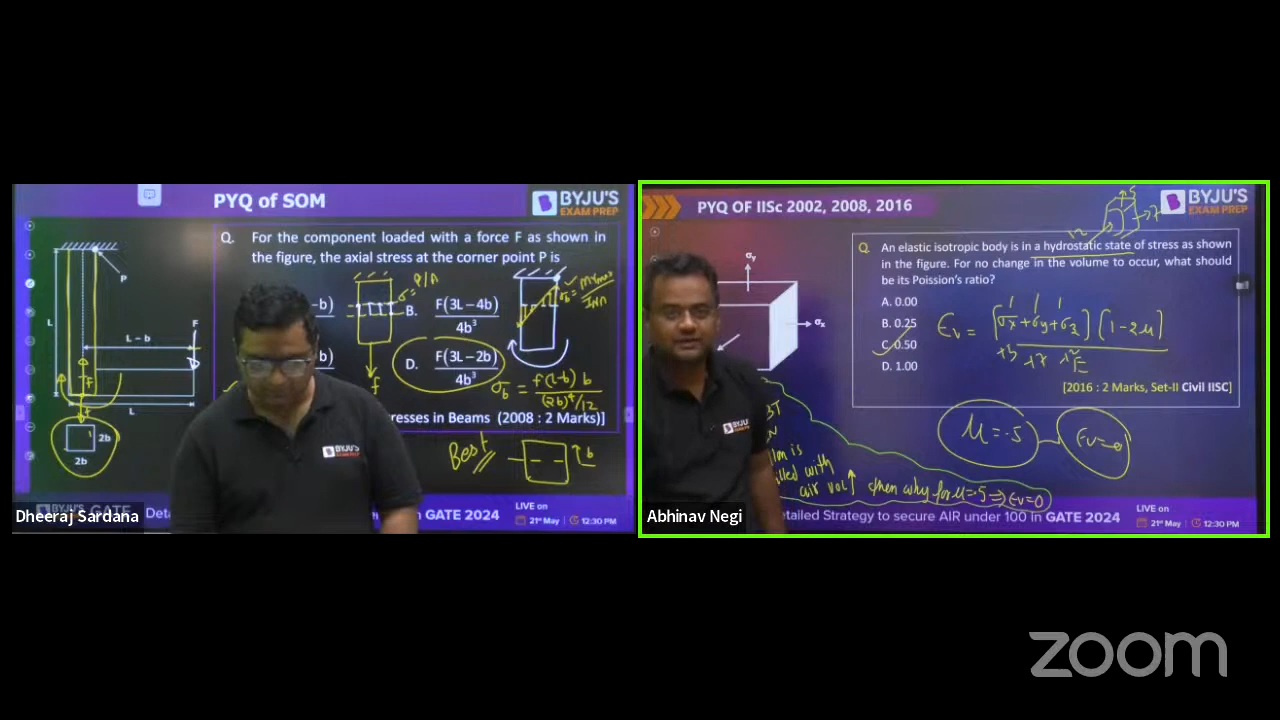 PYQ of SOM
BYJU'S
EXAM PREP
Q. For the component loaded with a force F as shown in
the figure, the axial stress at the corner point P is
P
L
L – b
F
L
2b
2b
-b)
B. F(3L – 4b)
4b³
b)
D. F(3L – 2b)
4b³
σ = P/A
f
σb = f(L-b) b
(2b)⁴/12
resses in Beams (2008 : 2 Marks)]
Best
BYJU'S
Dheeraj Sardana
GATE 2024
LIVE on
21st May
12:30 PM
PYQ OF IISc 2002, 2008, 2016
BYJU'S
EXAM PREP
Q. An elastic isotropic body is in a hydrostatic state of stress as shown
in the figure. For no change in the volume to occur, what should
be its Poission's ratio?
A. 0.00
B. 0.25
C. 0.50
D. 1.00
σy
σx
[2016 : 2 Marks, Set-II Civil IISC]
Єv = [σx + σy + σz] (1-2μ)
E
μ = .5
Єv = 0
filled with
air vol↑ then why for μ = .5 ⇒ Єv = 0
BYJU
Abhinav Negi
etailed Strategy to secure AIR under 100 in GATE 2024
LIVE on
21st May
12:30 PM
zoom